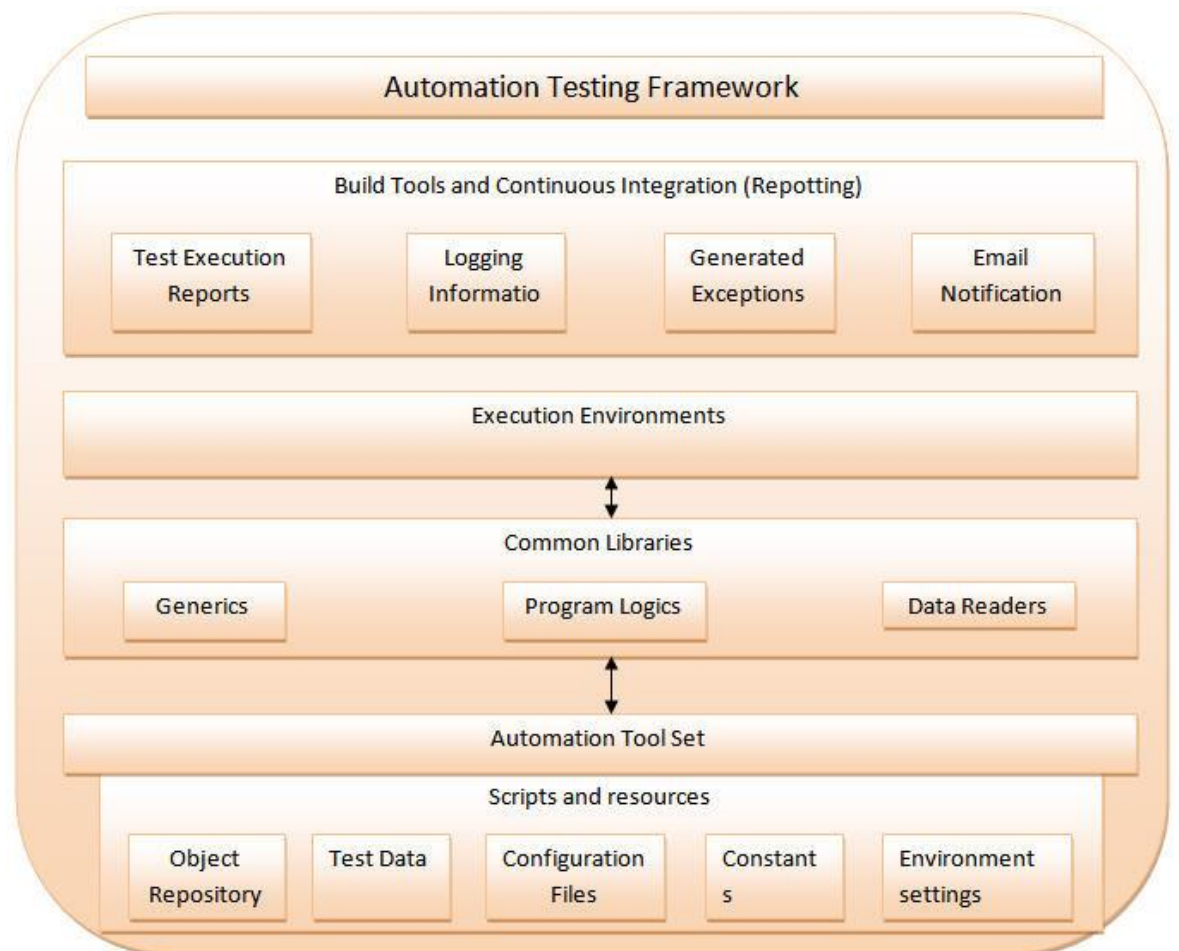 Automation Testing Framework
Build Tools and Continuous Integration (Repotting)
Test Execution
Reports
Logging
Informatio
Generated
Exceptions
Email
Notification
Execution Environments
Common Libraries
Generics
Program Logics
Data Readers
Automation Tool Set
Scripts and resources
Object
Repository
Test Data
Configuration
Files
Constant
s
Environment
settings